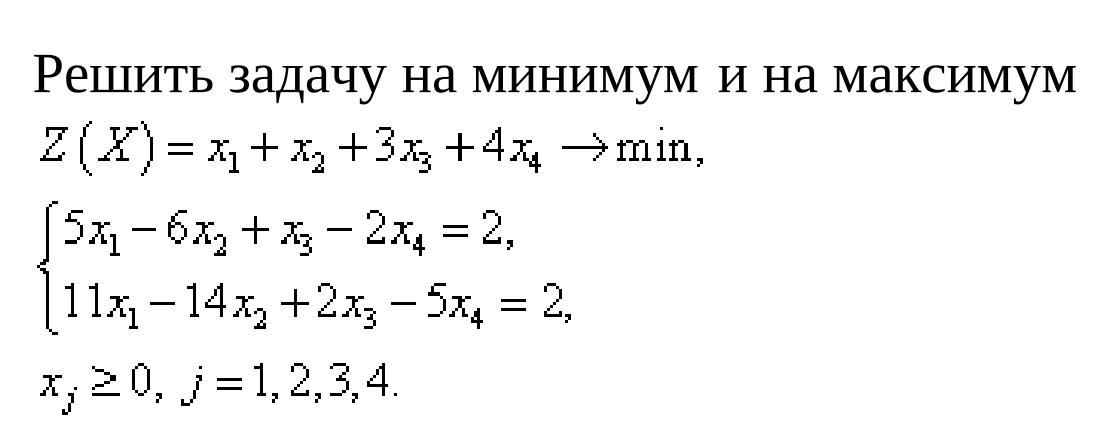 Решить задачу на минимум и на максимум
Z(X) = x₁ + x₂ + 3x₃ + 4x₄ → min,
5x₁ − 6x₂ + x₃ − 2x₄ = 2,
11x₁ − 14x₂ + 2x₃ − 5x₄ = 2,
xⱼ ≥ 0, j = 1, 2, 3, 4.